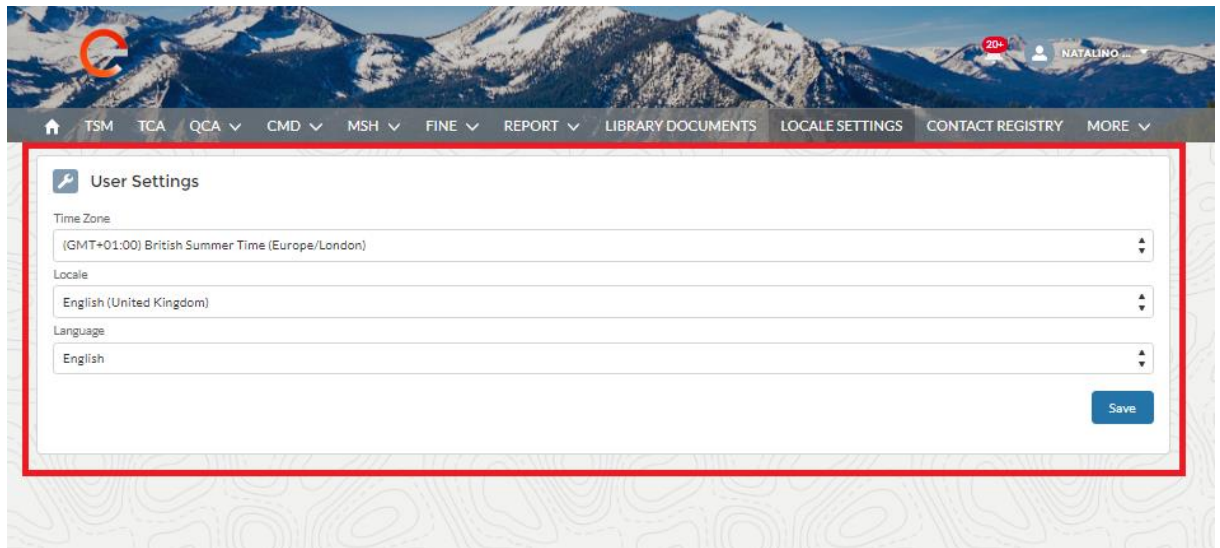 20+
NATALINO ...
TSM TCA QCA CMD MSH FINE REPORT LIBRARY DOCUMENTS LOCALE SETTINGS CONTACT REGISTRY MORE
User Settings
Time Zone
(GMT+01:00) British Summer Time (Europe/London)
Locale
English (United Kingdom)
Language
English
Save